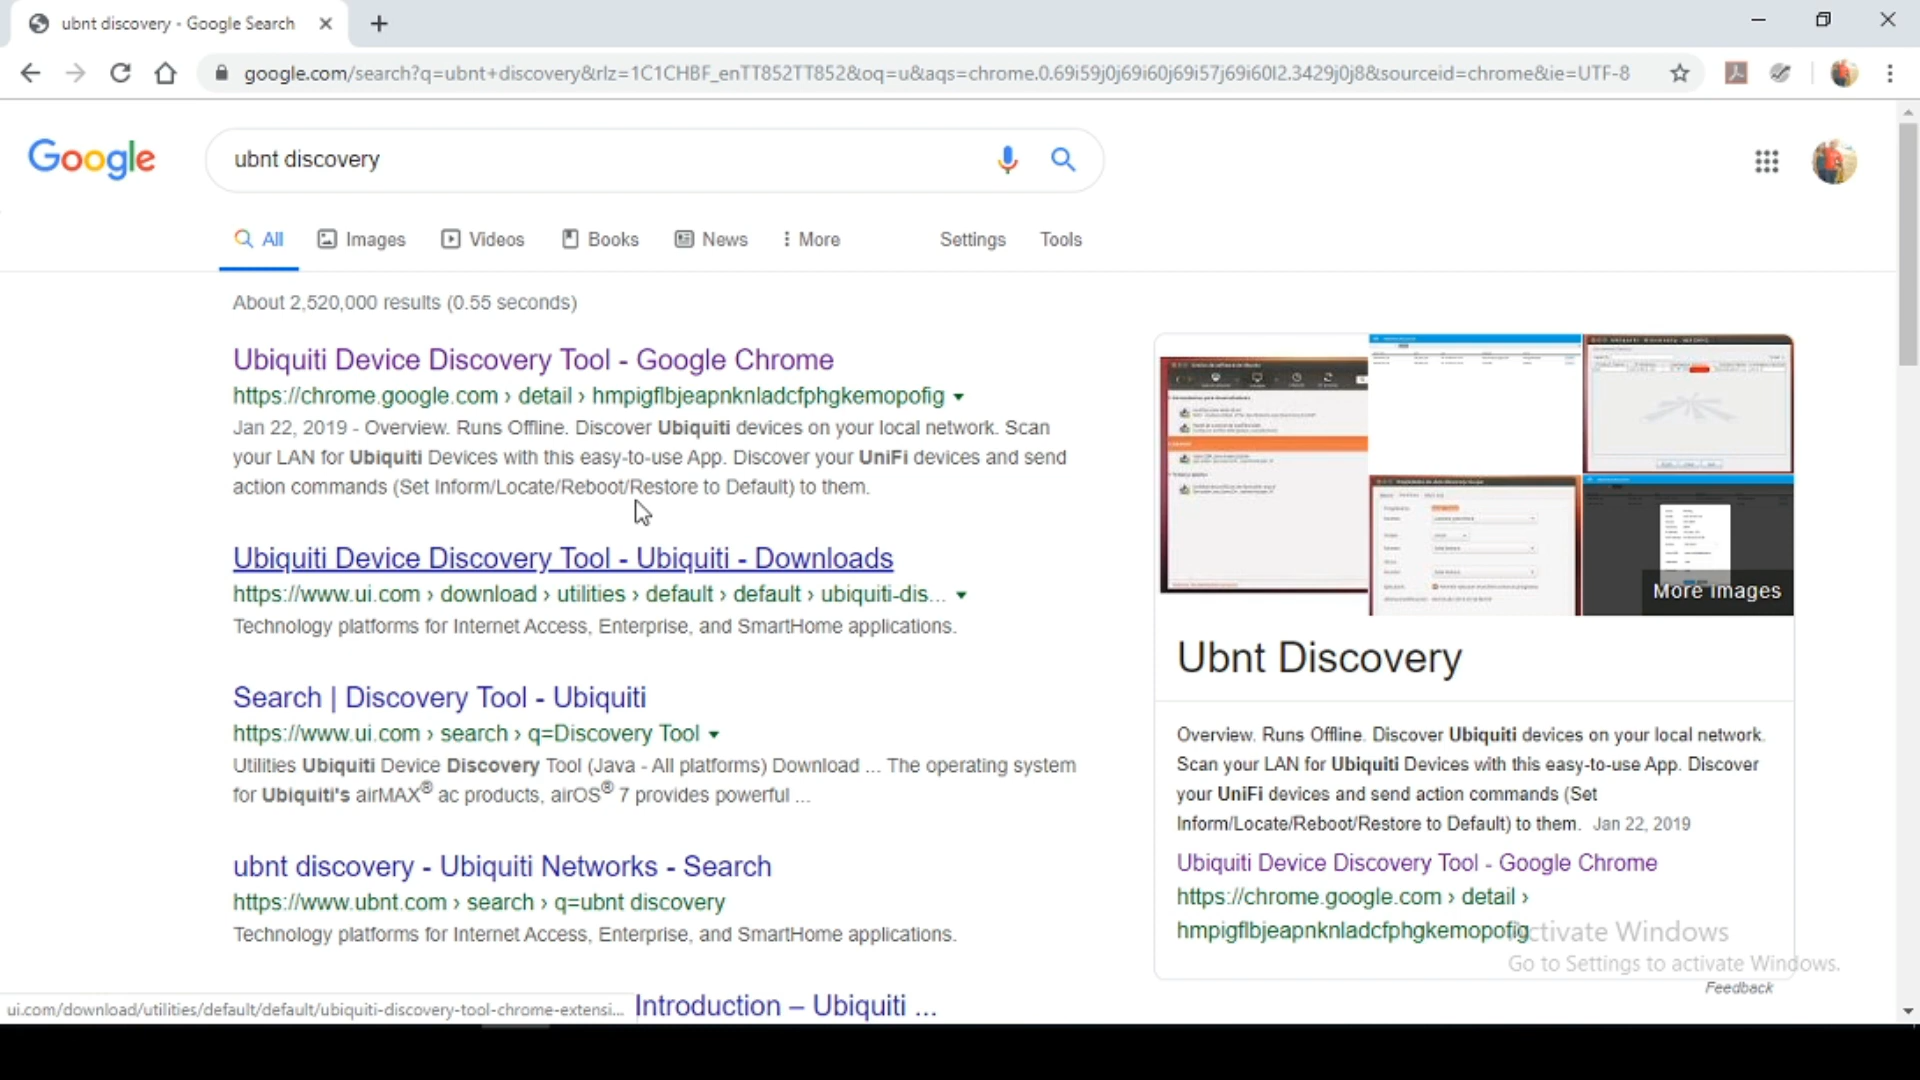 ubnt discovery - Google Search
google.com/search?q=ubnt+discovery&rlz=1C1CHBF_enTT852TT852&oq=u&aqs=chrome.0.69i59j0j69i60j69i57j69i60l2.3429j0j8&sourceid=chrome&ie=UTF-8
Google
ubnt discovery
All Images Videos Books News More Settings Tools
About 2,520,000 results (0.55 seconds)
Ubiquiti Device Discovery Tool - Google Chrome
https://chrome.google.com › detail › hmpigflbjeapnknladcfphgkemopofig
Jan 22, 2019 - Overview. Runs Offline. Discover Ubiquiti devices on your local network. Scan
your LAN for Ubiquiti Devices with this easy-to-use App. Discover your UniFi devices and send
action commands (Set Inform/Locate/Reboot/Restore to Default) to them.
Ubiquiti Device Discovery Tool - Ubiquiti - Downloads
https://www.ui.com › download › utilities › default › default › ubiquiti-dis...
Technology platforms for Internet Access, Enterprise, and SmartHome applications.
Search | Discovery Tool - Ubiquiti
https://www.ui.com › search › q=Discovery Tool
Utilities Ubiquiti Device Discovery Tool (Java - All platforms) Download ... The operating system
for Ubiquiti's airMAX® ac products, airOS® 7 provides powerful ...
ubnt discovery - Ubiquiti Networks - Search
https://www.ubnt.com › search › q=ubnt discovery
Technology platforms for Internet Access, Enterprise, and SmartHome applications.
Introduction – Ubiquiti ...
ui.com/download/utilities/default/default/ubiquiti-discovery-tool-chrome-extensi...
More images
Ubnt Discovery
Overview. Runs Offline. Discover Ubiquiti devices on your local network.
Scan your LAN for Ubiquiti Devices with this easy-to-use App. Discover
your UniFi devices and send action commands (Set
Inform/Locate/Reboot/Restore to Default) to them. Jan 22, 2019
Ubiquiti Device Discovery Tool - Google Chrome
https://chrome.google.com › detail ›
hmpigflbjeapnknladcfphgkemopofig
Activate Windows
Go to Settings to activate Windows.
Feedback